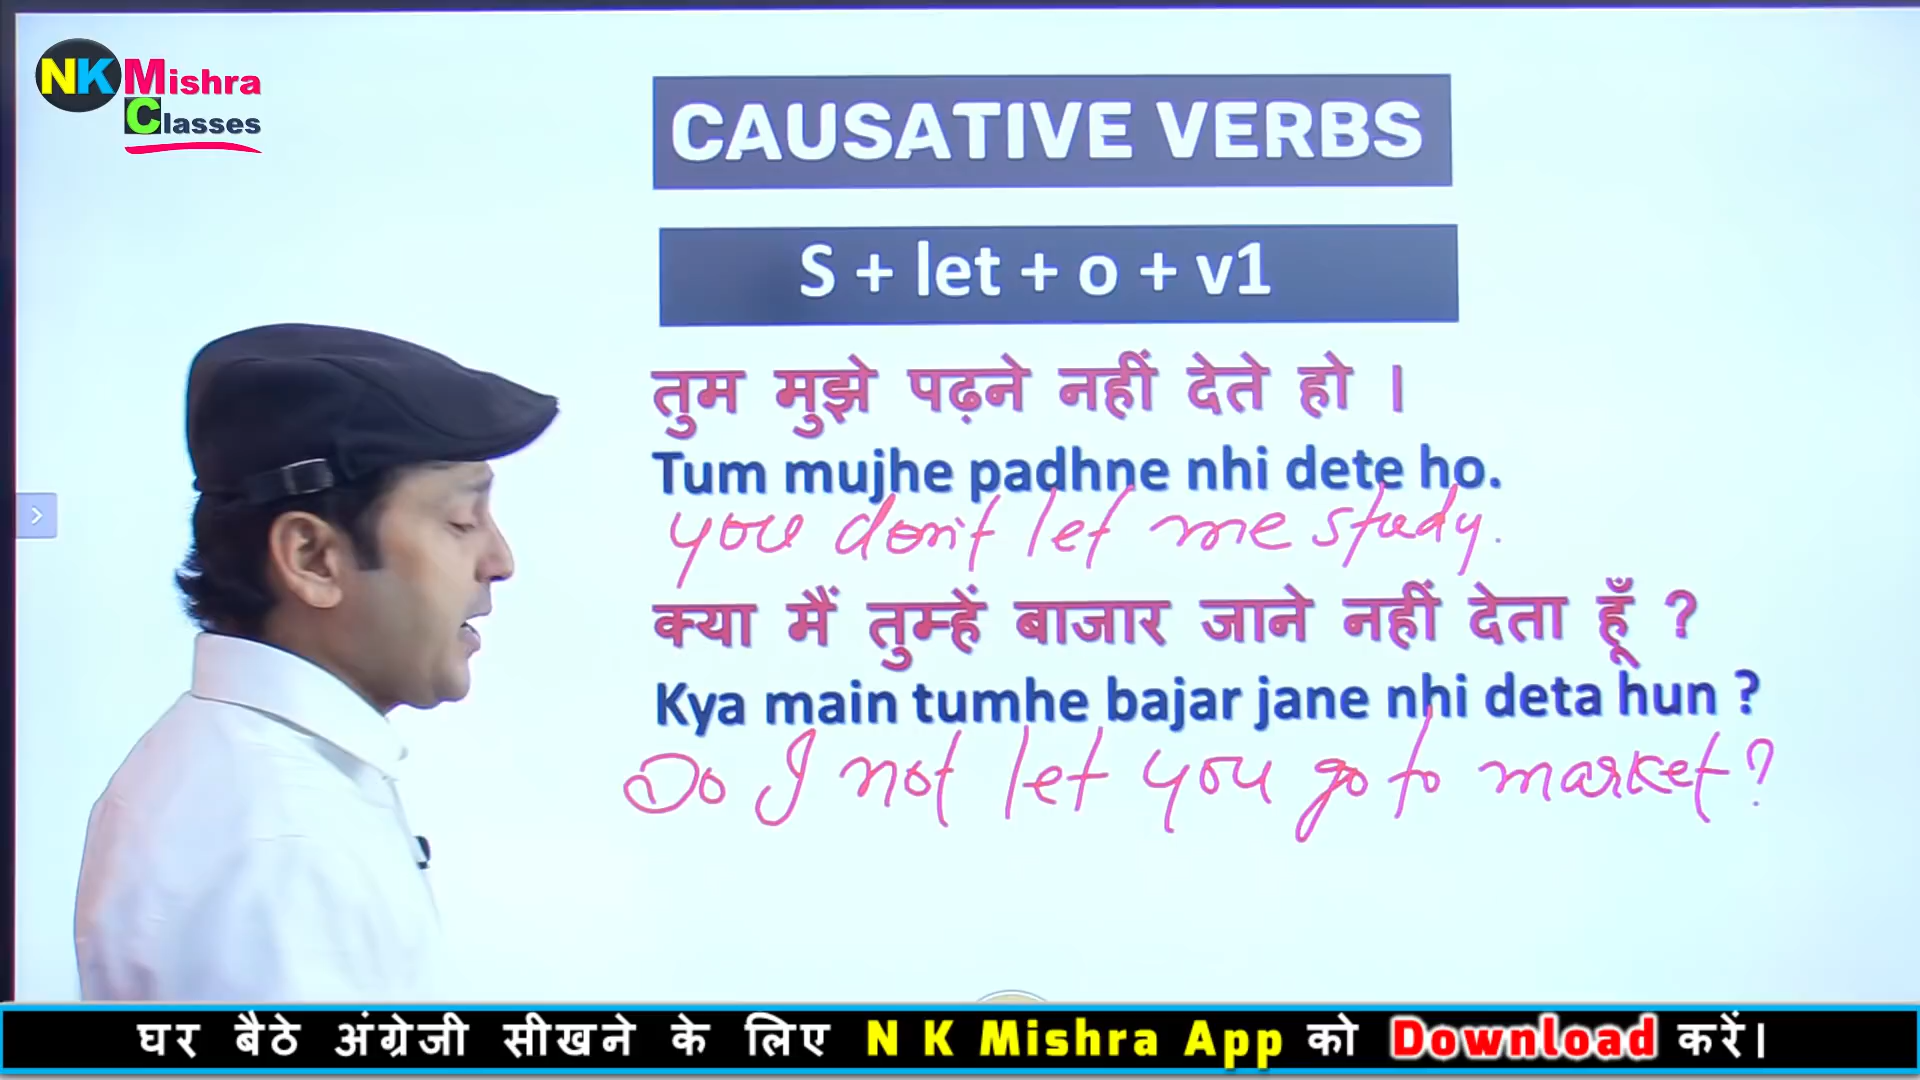 NK Mishra
Classes
CAUSATIVE VERBS
S + let + o + v1
तुम मुझे पढ़ने नहीं देते हो ।
Tum mujhe padhne nhi dete ho.
you don't let me study.
क्या मैं तुम्हें बाजार जाने नहीं देता हूँ ?
Kya main tumhe bajar jane nhi deta hun ?
Do I not let you go to market?
घर बैठे अंग्रेजी सीखने के लिए N K Mishra App को Download करें।